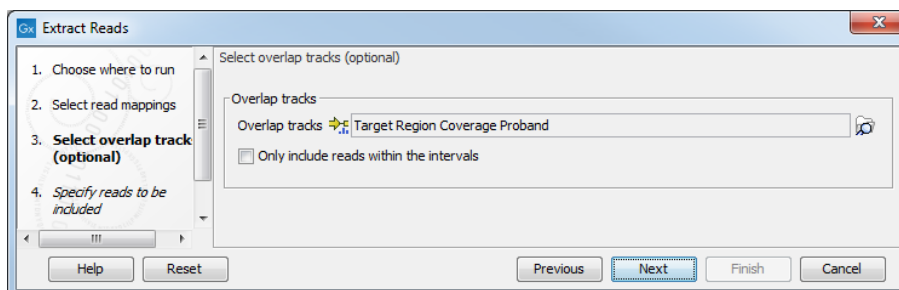 Gx Extract Reads
1. Choose where to run
2. Select read mappings
3. Select overlap track
(optional)
4. Specify reads to be
included
Select overlap tracks (optional)
Overlap tracks
Overlap tracks Target Region Coverage Proband
Only include reads within the intervals
Help Reset Previous Next Finish Cancel